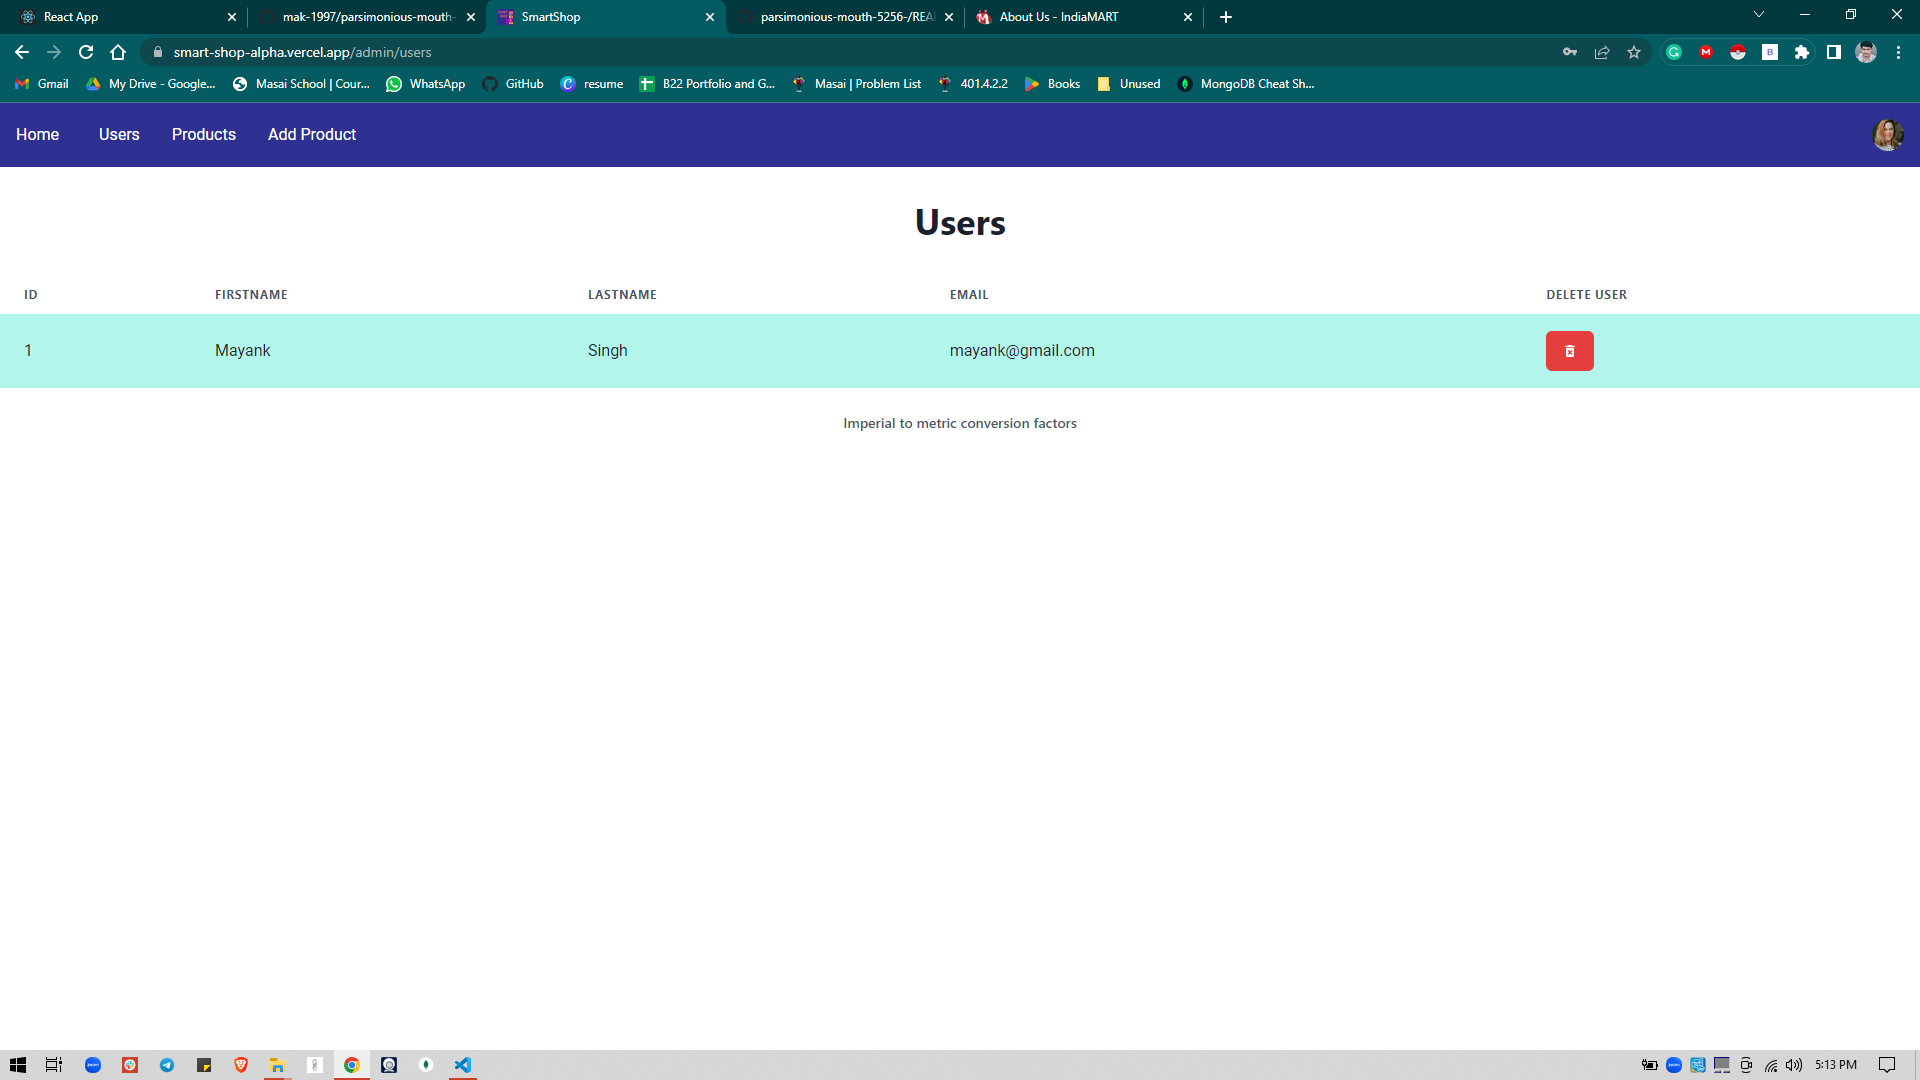 React App
mak-1997/parsimonious-mouth-
SmartShop
parsimonious-mouth-5256-/REA
About Us - IndiaMART
smart-shop-alpha.vercel.app/admin/users
Gmail
My Drive - Google...
Masai School | Cour...
WhatsApp
GitHub
resume
B22 Portfolio and G...
Masai | Problem List
401.4.2.2
Books
Unused
MongoDB Cheat Sh...
Home
Users
Products
Add Product
Users
ID FIRSTNAME LASTNAME EMAIL DELETE USER
1 Mayank Singh mayank@gmail.com
Imperial to metric conversion factors
5:13 PM